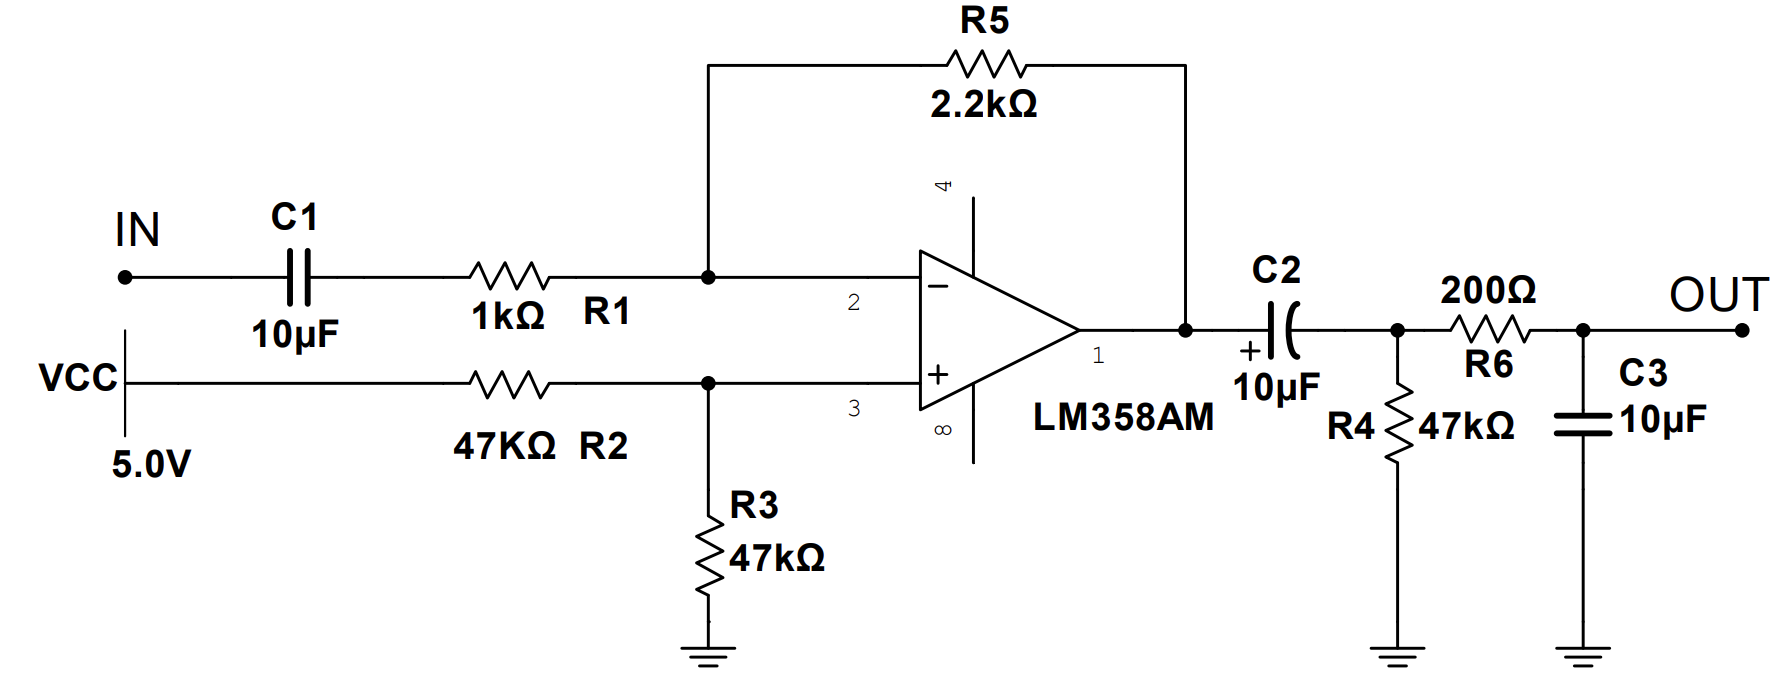 R5
2.2kΩ
4
C1
IN
10µF
1kΩ R1
2
C2
200Ω
OUT
1
10µF
R6
C3
10µF
VCC
5.0V
47KΩ R2
3
8
LM358AM
R4
47kΩ
R3
47kΩ